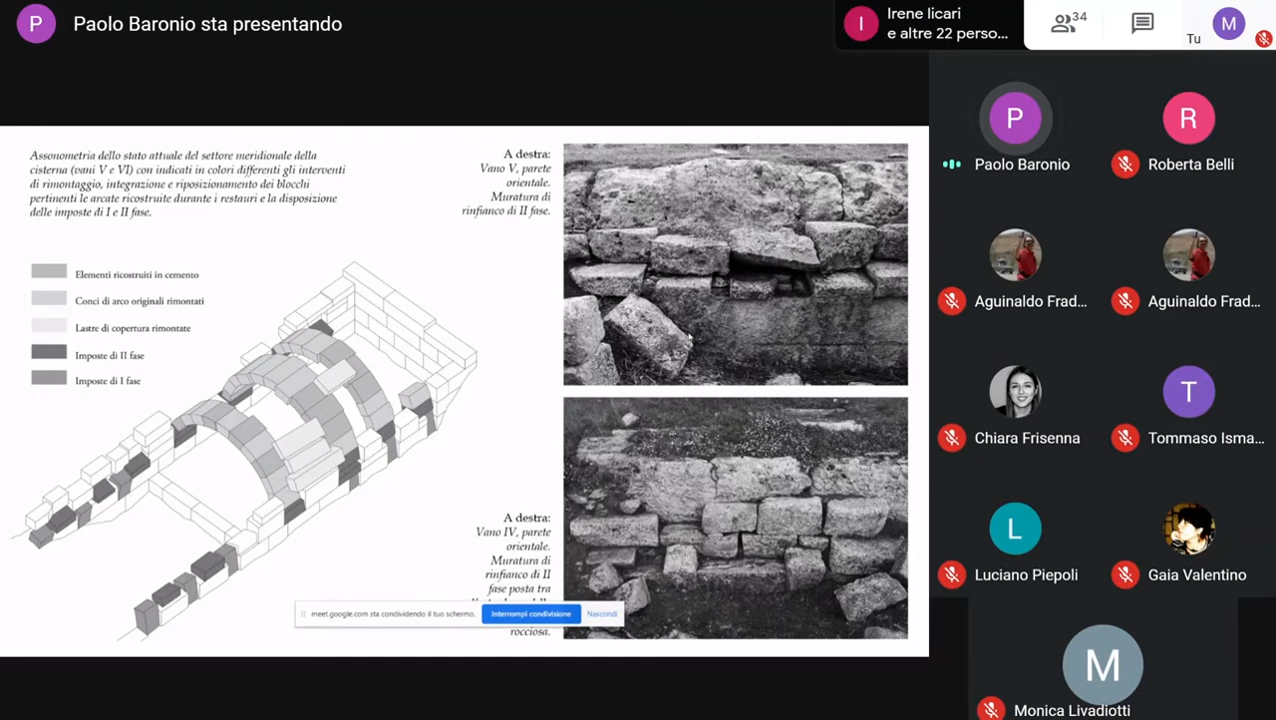 P
Paolo Baronio sta presentando
I
Irene licari
e altre 22 perso...
34
Tu
M
Assonometria dello stato attuale del settore meridionale della
cisterna (vani V e VI) con indicati in colori differenti gli interventi
di rimontaggio, integrazione e riposizionamento dei blocchi
pertinenti le arcate ricostruite durante i restauri e la disposizione
delle imposte di I e II fase.
Elementi ricostruiti in cemento
Conci di arco originali rimontati
Lastre di copertura rimontate
Imposte di II fase
Imposte di I fase
A destra:
Vano V, parete
orientale.
Muratura di
rinfianco di II fase.
A destra:
Vano IV, parete
orientale.
Muratura di
rinfianco di II
fase posta tra
rocciosa.
meet.google.com sta condividendo il tuo schermo.
Interrompi condivisione
Nascondi
P
Paolo Baronio
R
Roberta Belli
Aguinaldo Frad...
Aguinaldo Frad...
Chiara Frisenna
T
Tommaso Isma...
L
Luciano Piepoli
Gaia Valentino
M
Monica Livadiotti